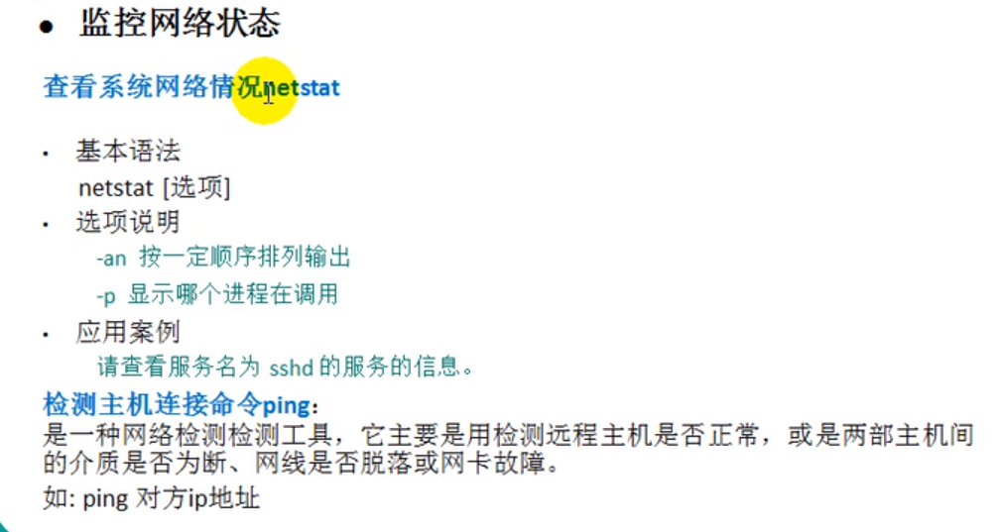 ● 监控网络状态
查看系统网络情况netstat
· 基本语法
netstat [选项]
· 选项说明
-an 按一定顺序排列输出
-p 显示哪个进程在调用
· 应用案例
请查看服务名为 sshd 的服务的信息。
检测主机连接命令ping：
是一种网络检测检测工具，它主要是用检测远程主机是否正常，或是两部主机间
的介质是否为断、网线是否脱落或网卡故障。
如: ping 对方ip地址